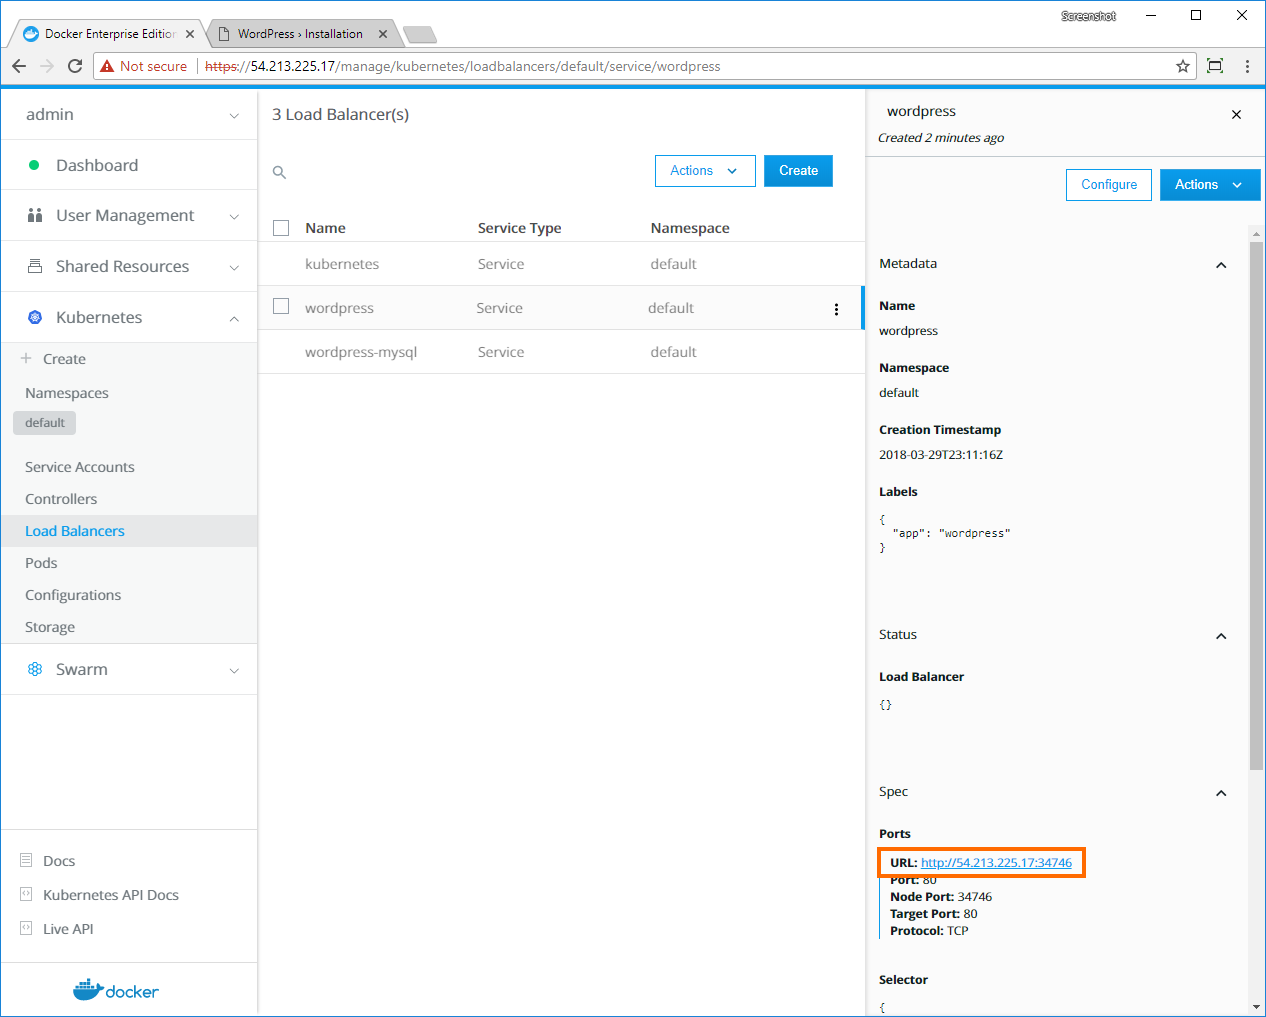 Screenshot
Docker Enterprise Edition
WordPress › Installation
Not secure
https://54.213.225.17/manage/kubernetes/loadbalancers/default/service/wordpress
admin
Dashboard
User Management
Shared Resources
Kubernetes
Create
Namespaces
default
Service Accounts
Controllers
Load Balancers
Pods
Configurations
Storage
Swarm
Docs
Kubernetes API Docs
Live API
docker
3 Load Balancer(s)
Actions
Create
Name Service Type Namespace
kubernetes Service default
wordpress Service default
wordpress-mysql Service default
wordpress
Created 2 minutes ago
Configure
Actions
Metadata
Name
wordpress
Namespace
default
Creation Timestamp
2018-03-29T23:11:16Z
Labels
{
"app": "wordpress"
}
Status
Load Balancer
{}
Spec
Ports
URL: http://54.213.225.17:34746
Port: 80
Node Port: 34746
Target Port: 80
Protocol: TCP
Selector
{